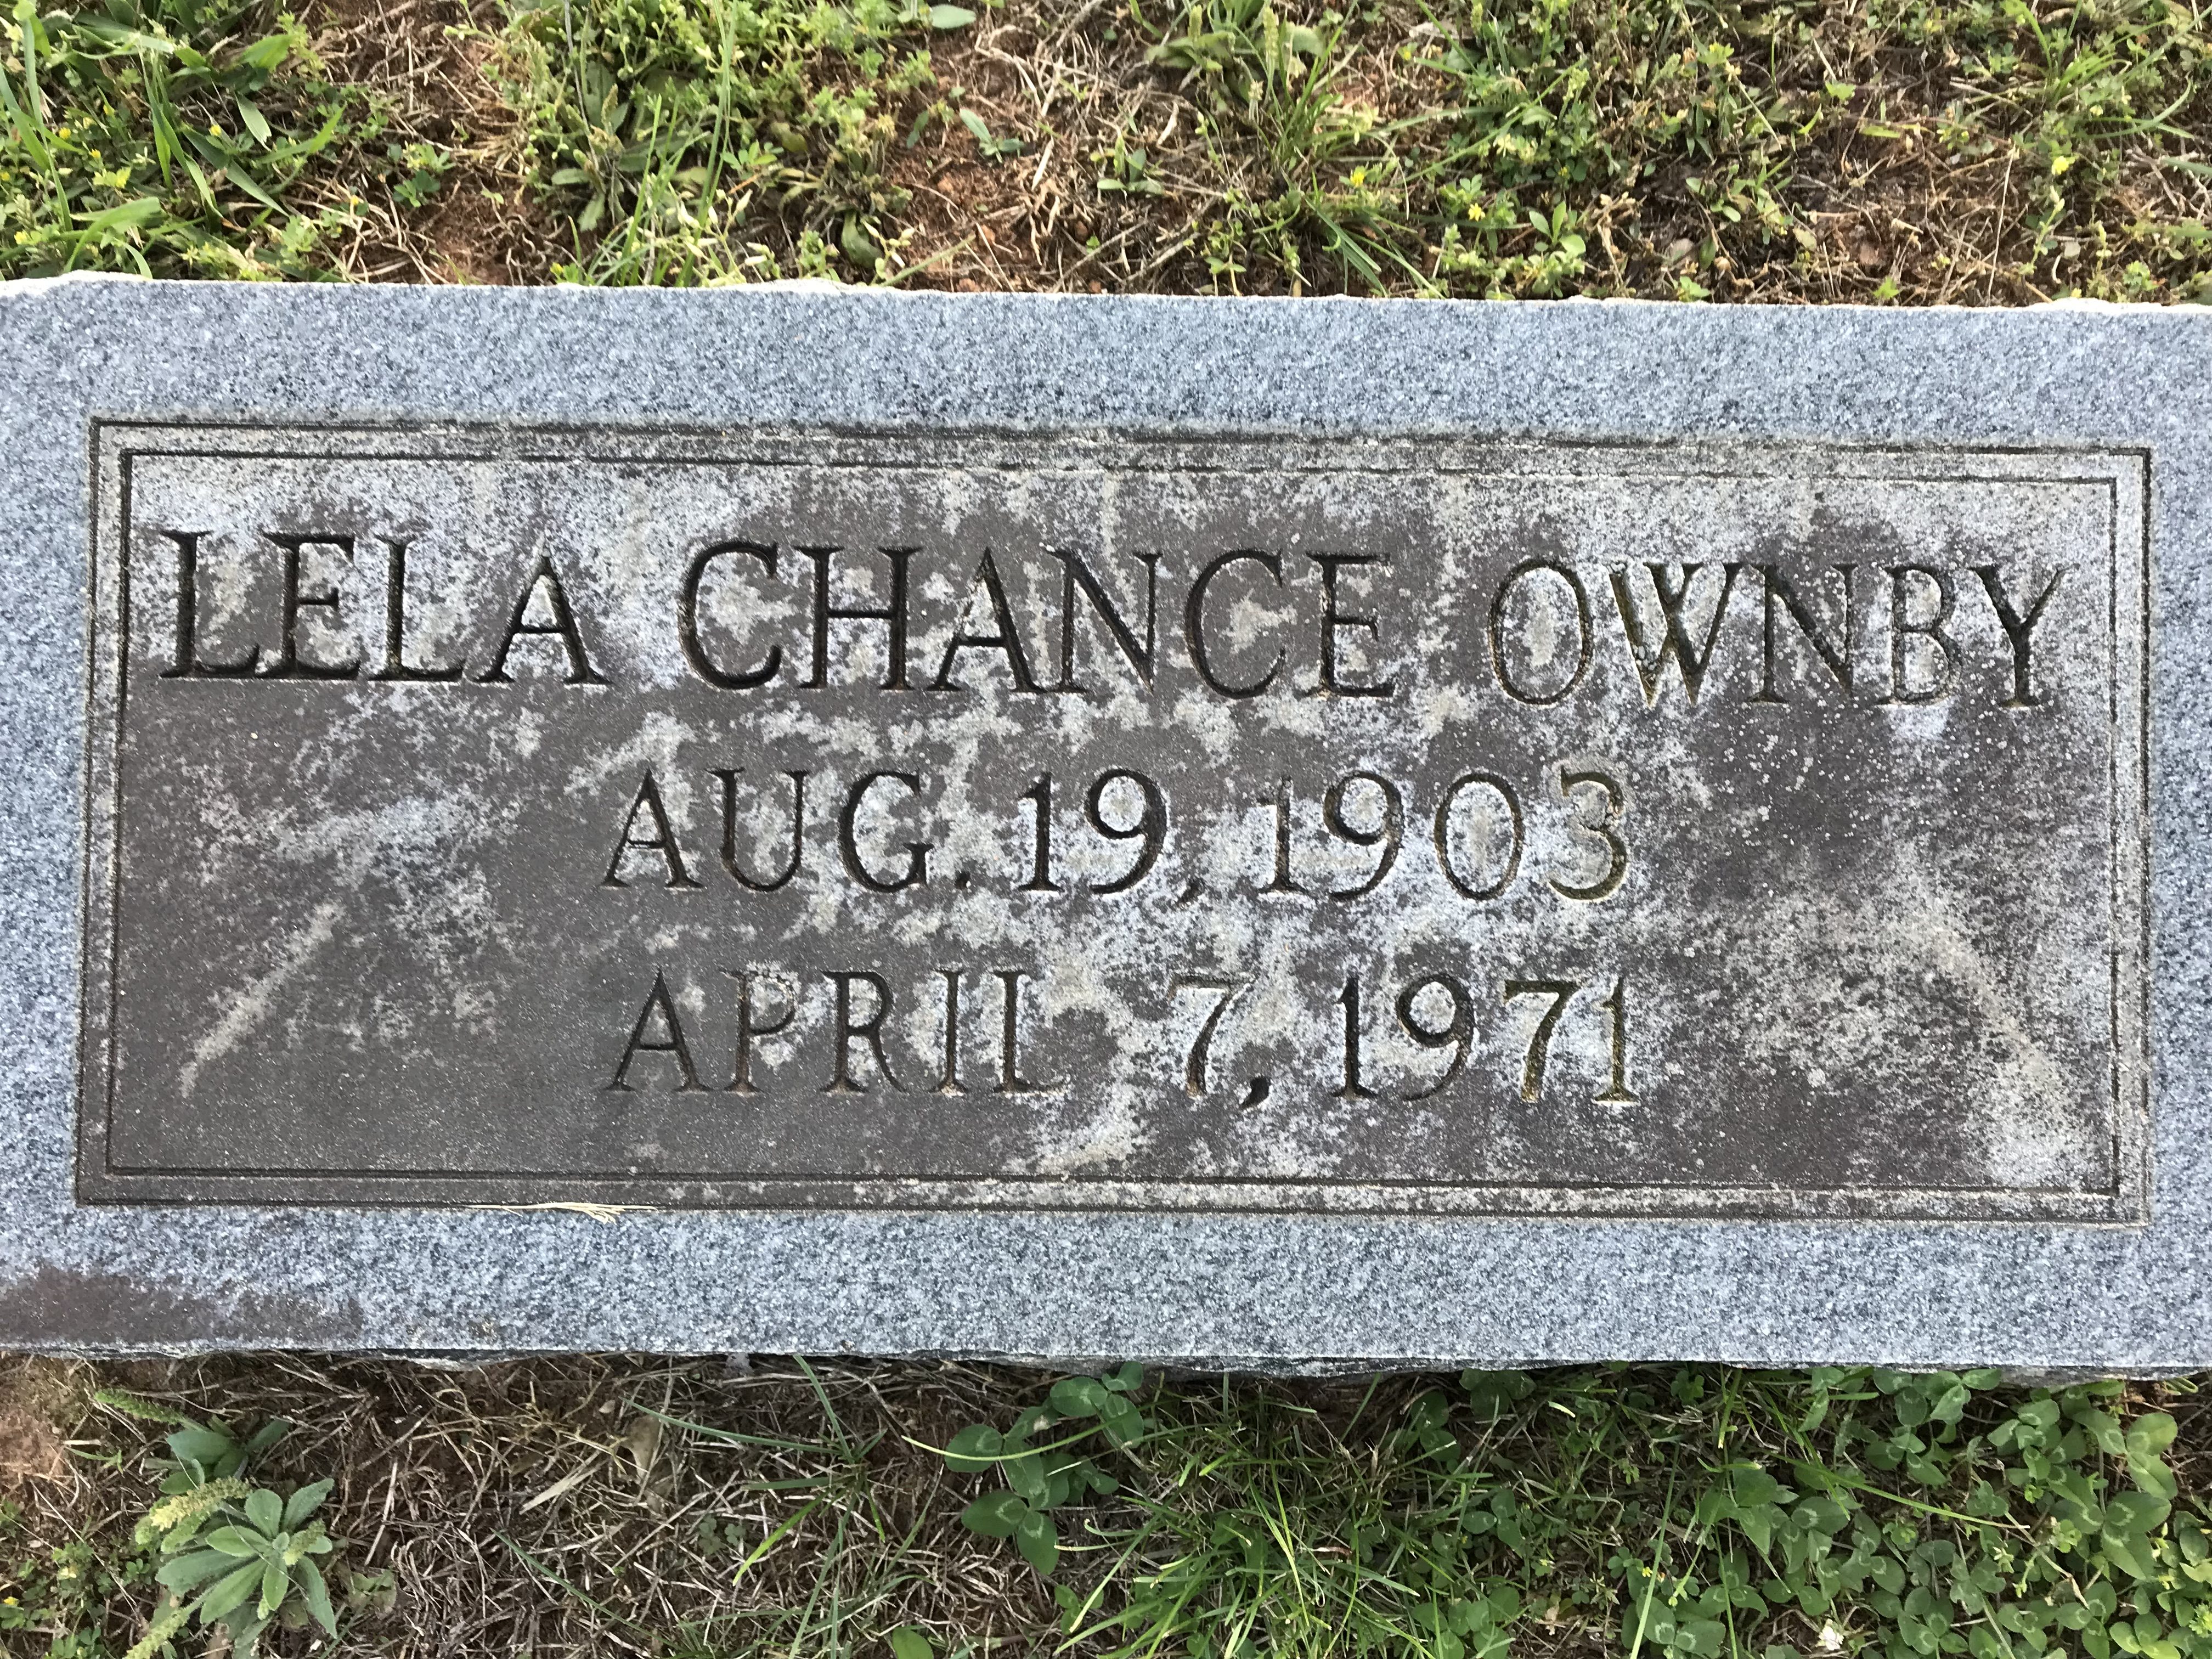 LELA CHANCE OWNBY
AUG. 19, 1903
APRIL 7, 1971